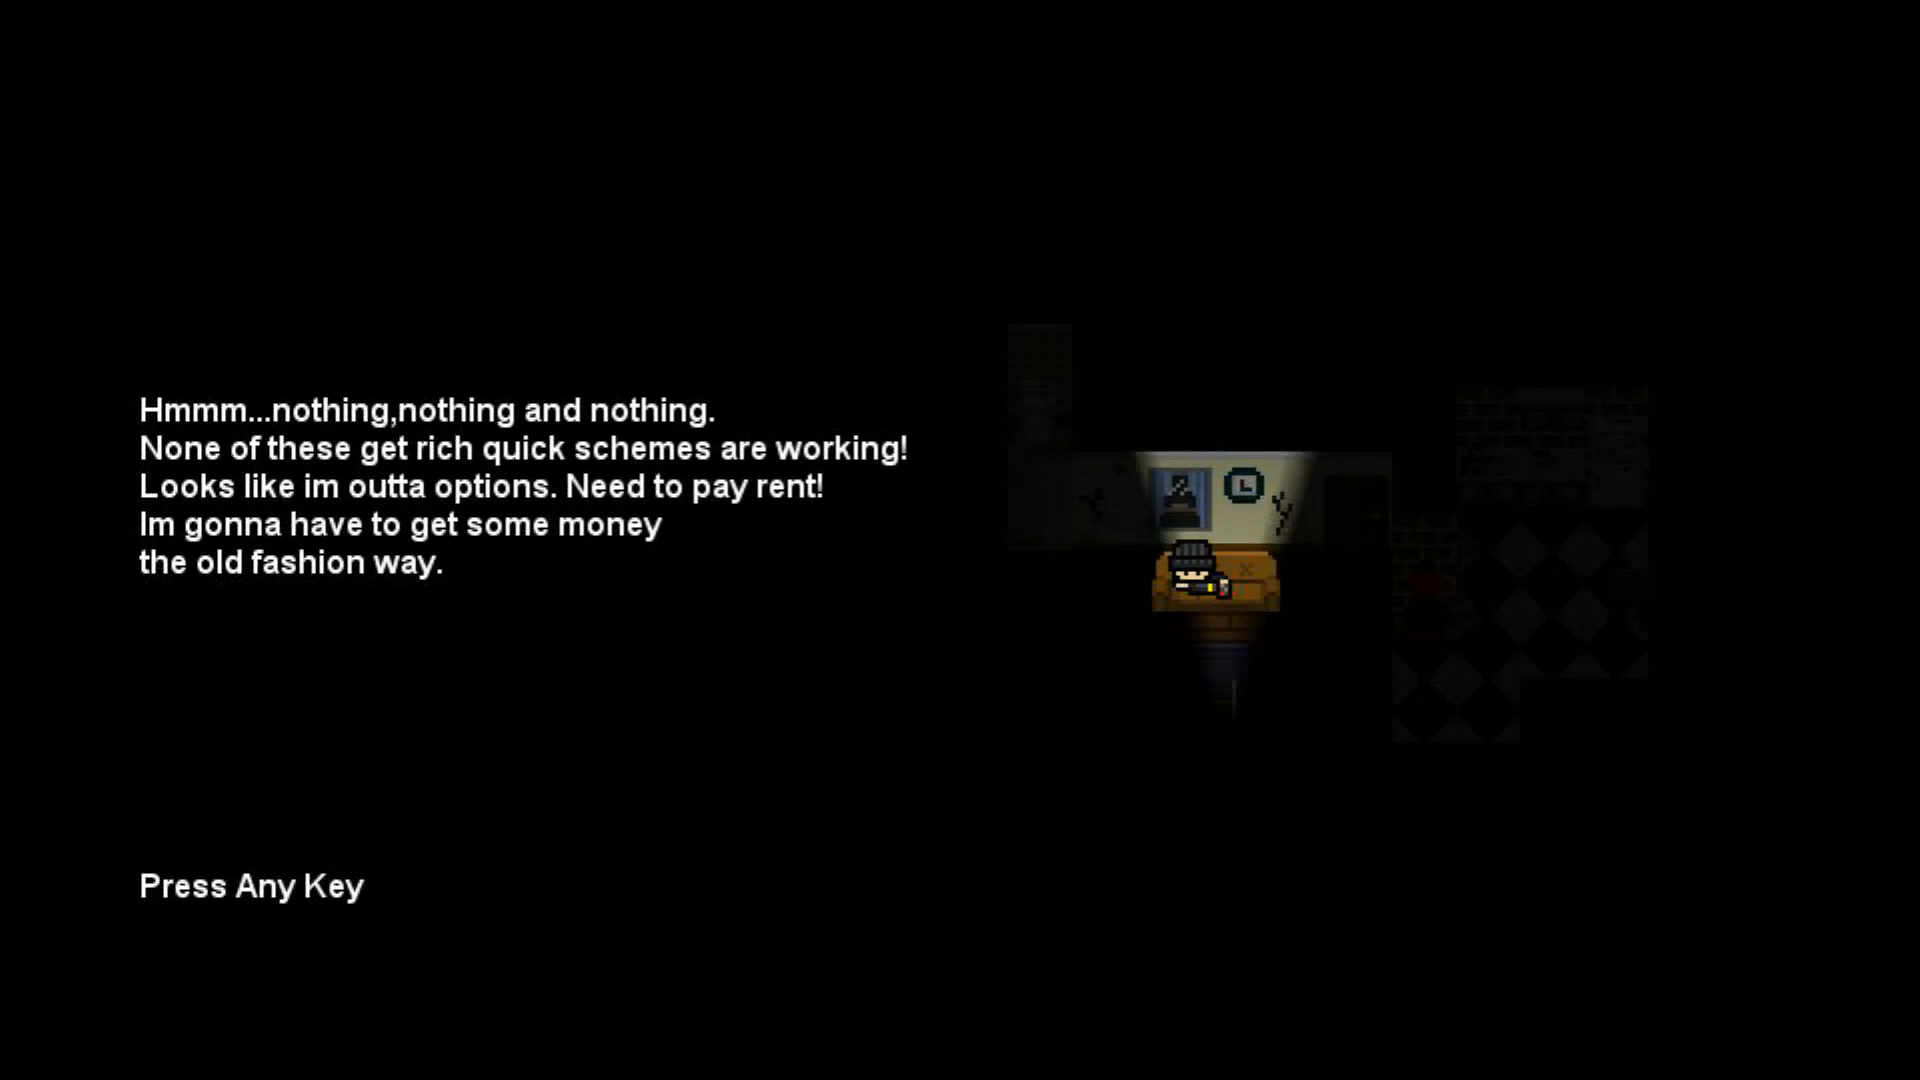 Hmmm...nothing,nothing and nothing.
None of these get rich quick schemes are working!
Looks like im outta options. Need to pay rent!
Im gonna have to get some money
the old fashion way.
Press Any Key